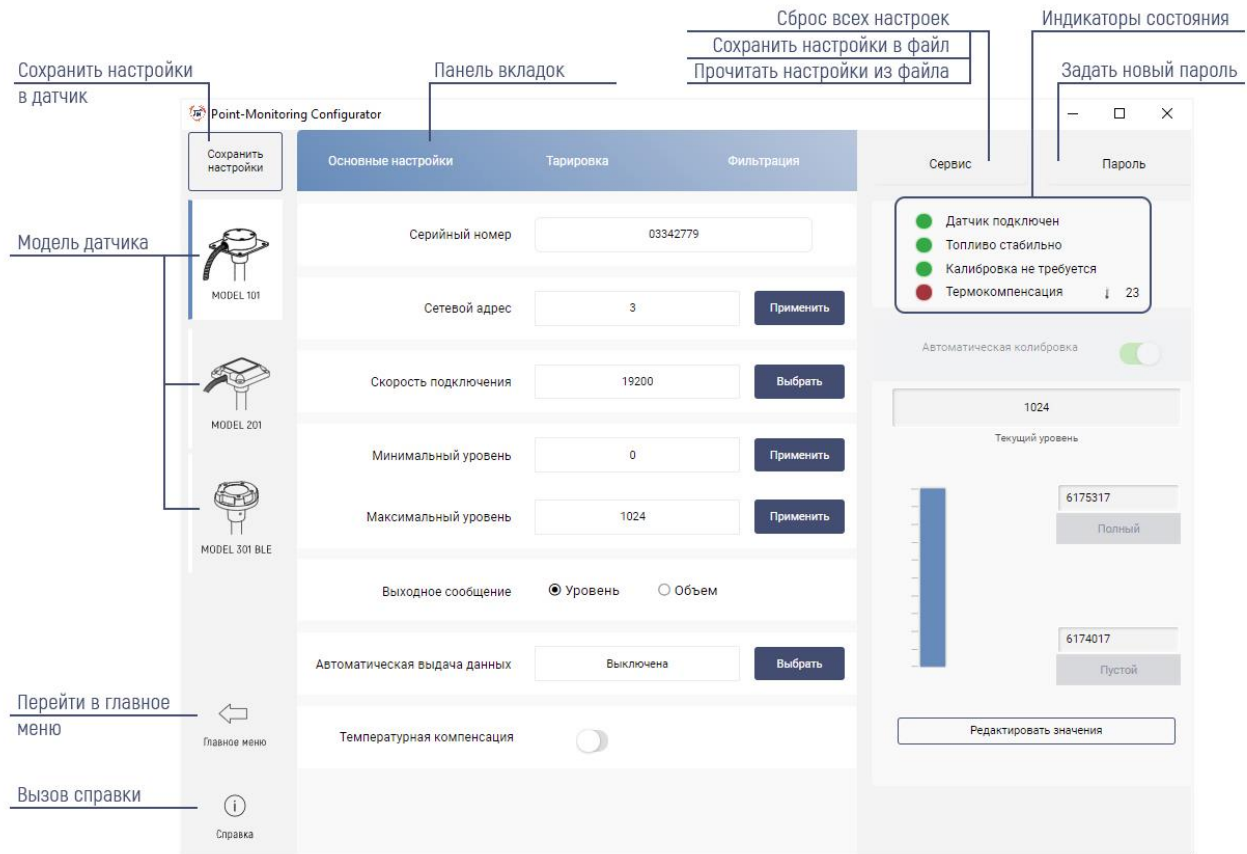 Сброс всех настроек
Сохранить настройки в файл
Прочитать настройки из файла
Индикаторы состояния
Сохранить настройки
в датчик
Панель вкладок
Задать новый пароль
Point-Monitoring Configurator
Сохранить
настройки
Основные настройки
Тарировка
Фильтрация
Сервис
Пароль
Модель датчика
MODEL 101
MODEL 201
MODEL 301 BLE
Серийный номер
03342779
Сетевой адрес
3
Применить
Скорость подключения
19200
Выбрать
Минимальный уровень
0
Применить
Максимальный уровень
1024
Применить
Выходное сообщение
Уровень
Объем
Автоматическая выдача данных
Выключена
Выбрать
Температурная компенсация
Датчик подключен
Топливо стабильно
Калибровка не требуется
Термокомпенсация 23
Автоматическая колибровка
1024
Текущий уровень
6175317
Полный
6174017
Пустой
Редактировать значения
Перейти в главное
меню
Главное меню
Вызов справки
Справка